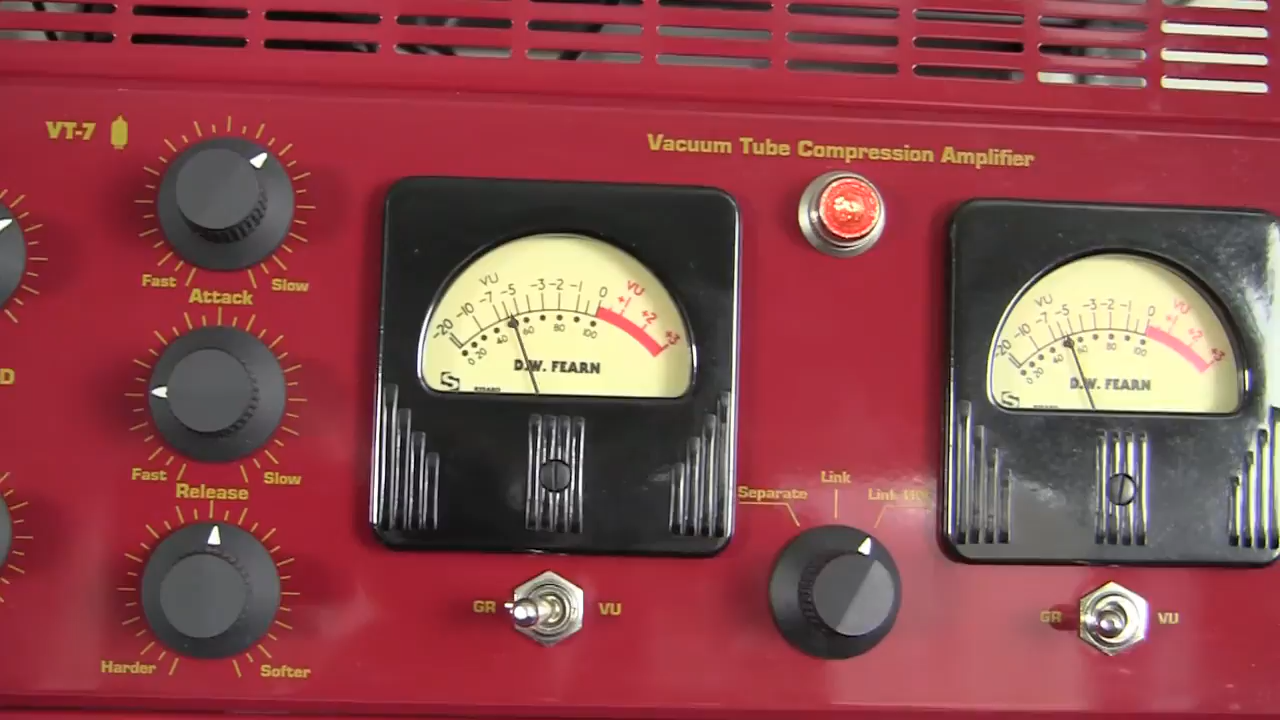 VT-7
Vacuum Tube Compression Amplifier
Fast Slow
Attack
VU
-20 -10 -7 -5 -3 -2 -1 0 +1 +2 +3
VU
0 20 40 60 80 100
D.W. FEARN
VU
-20 -10 -7 -5 -3 -2 -1 0 +1 +2 +3
VU
0 20 60 80 100
D.W. FEARN
D
Fast Slow
Release
Separate Link Link
Harder Softer
GR VU
GR VU